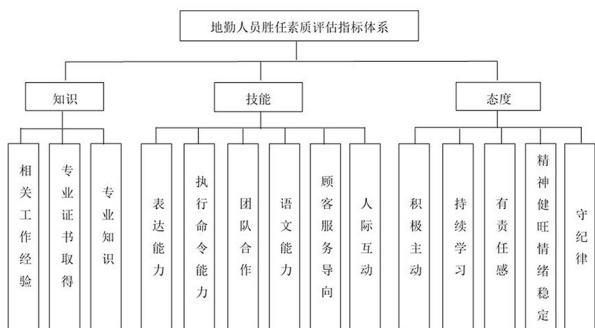 地勤人员胜任素质评估指标体系
知识
技能
态度
相关工作经验
专业证书取得
专业知识
表达能力
执行命令能力
团队合作
语文能力
顾客服务导向
人际互动
积极主动
持续学习
有责任感
精神健旺情绪稳定
守纪律